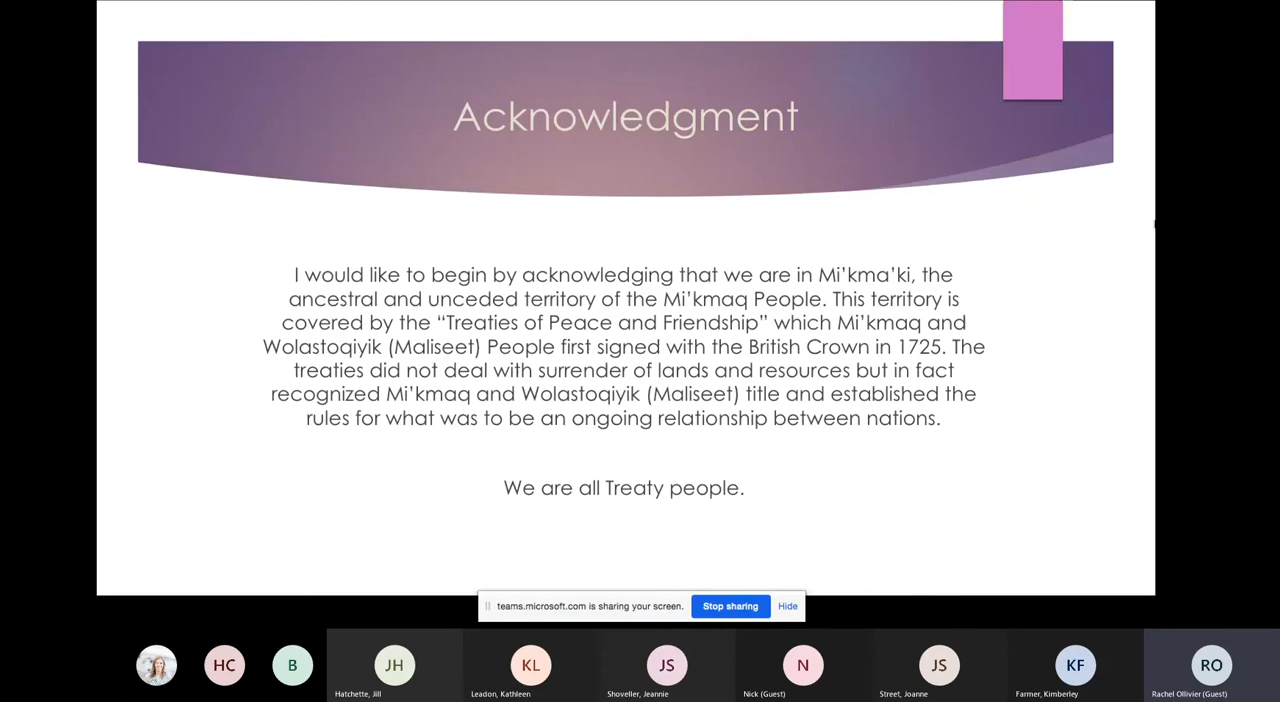 Acknowledgment
I would like to begin by acknowledging that we are in Mi’kma’ki, the
ancestral and unceded territory of the Mi’kmaq People. This territory is
covered by the “Treaties of Peace and Friendship” which Mi’kmaq and
Wolastoqiyik (Maliseet) People first signed with the British Crown in 1725. The
treaties did not deal with surrender of lands and resources but in fact
recognized Mi’kmaq and Wolastoqiyik (Maliseet) title and established the
rules for what was to be an ongoing relationship between nations.
We are all Treaty people.
teams.microsoft.com is sharing your screen. Stop sharing Hide
HC B JH KL JS N JS KF RO
Hatchette, Jill Leadon, Kathleen Shoveller, Jeannie Nick (Guest) Street, Joanne Farmer, Kimberley Rachel Ollivier (Guest)